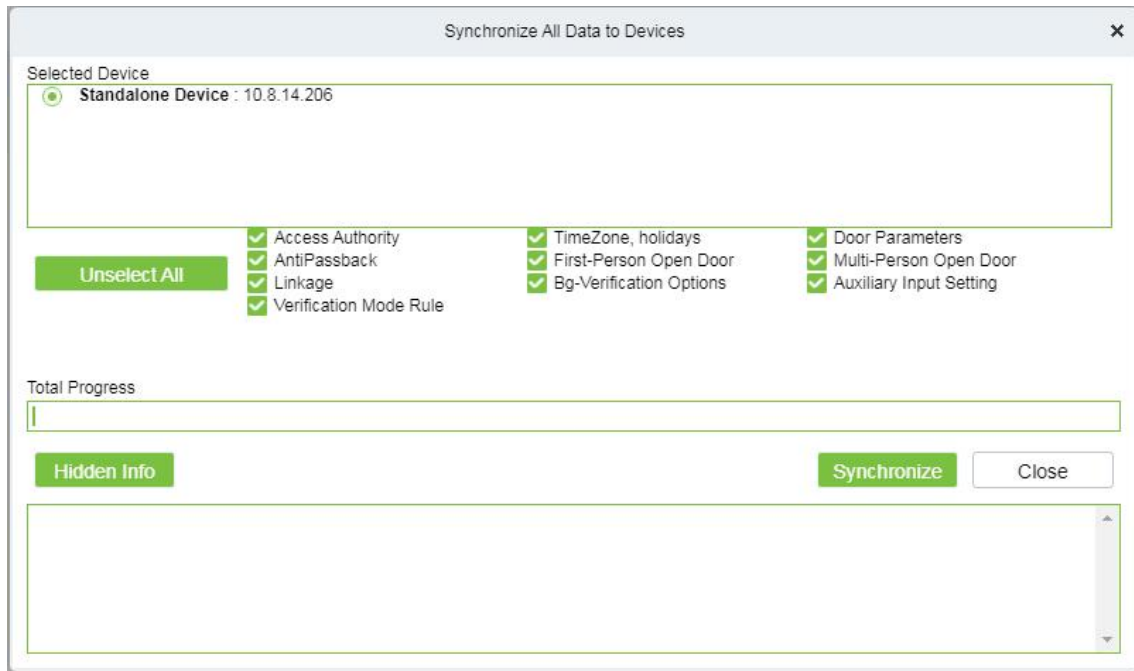 Synchronize All Data to Devices
Selected Device
Standalone Device : 10.8.14.206
Unselect All
Access Authority
TimeZone, holidays
Door Parameters
AntiPassback
First-Person Open Door
Multi-Person Open Door
Linkage
Bg-Verification Options
Auxiliary Input Setting
Verification Mode Rule
Total Progress
Hidden Info
Synchronize
Close